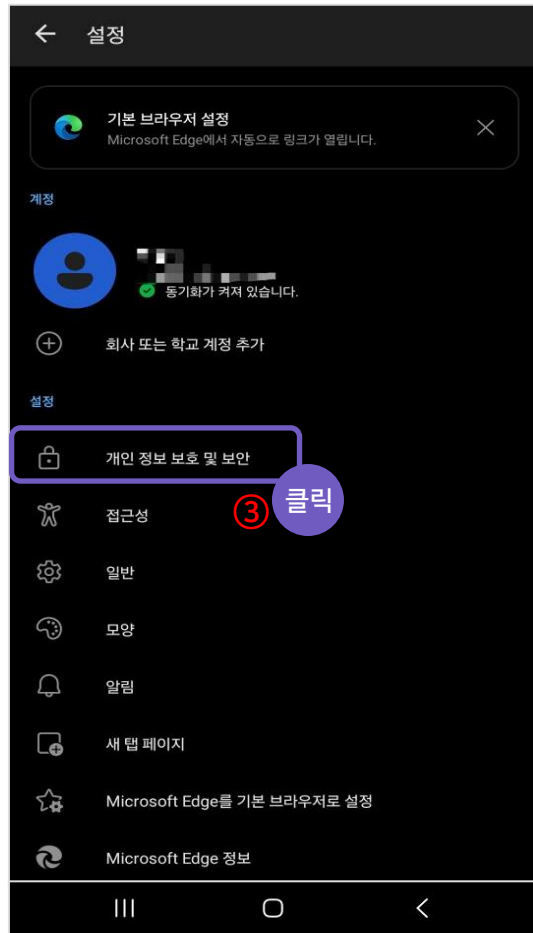 설정
기본 브라우저 설정
Microsoft Edge에서 자동으로 링크가 열립니다.
계정
동기화가 켜져 있습니다.
회사 또는 학교 계정 추가
설정
개인 정보 보호 및 보안
클릭
③
접근성
일반
모양
알림
새 탭 페이지
Microsoft Edge를 기본 브라우저로 설정
Microsoft Edge 정보